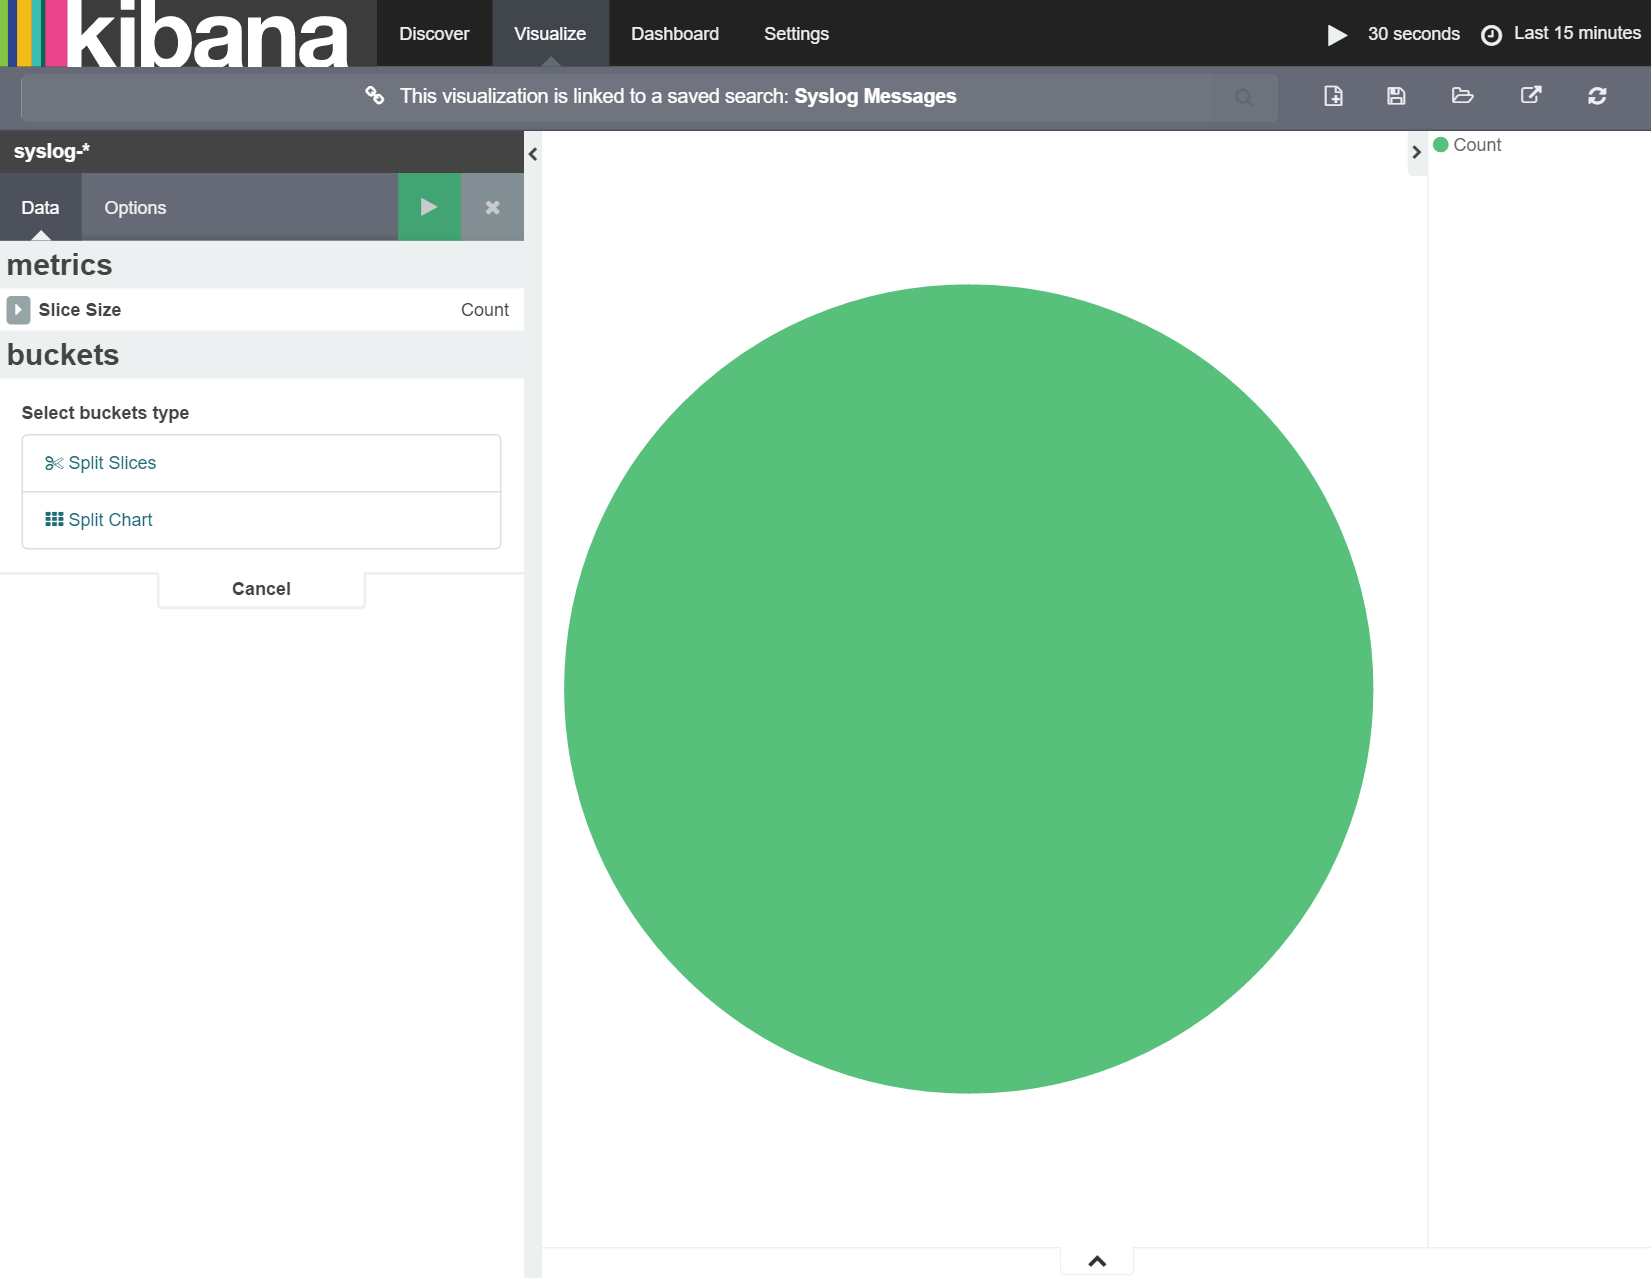 kibana
Discover
Visualize
Dashboard
Settings
30 seconds
Last 15 minutes
This visualization is linked to a saved search: Syslog Messages
syslog-*
Count
Data
Options
metrics
Slice Size
Count
buckets
Select buckets type
Split Slices
Split Chart
Cancel